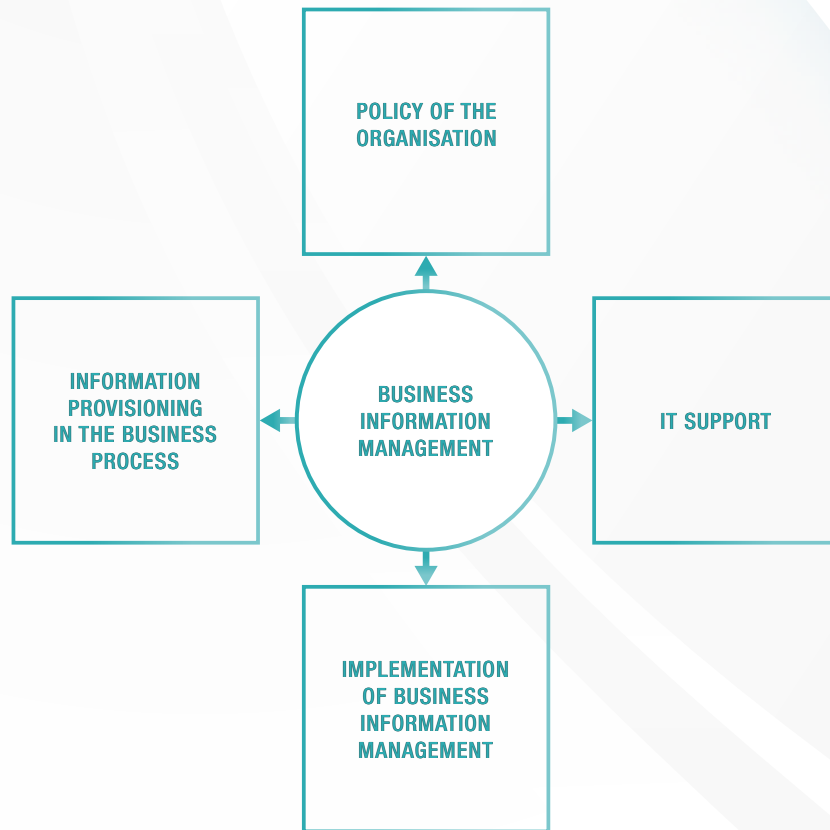 POLICY OF THE
ORGANISATION
INFORMATION
PROVISIONING
IN THE BUSINESS
PROCESS
BUSINESS
INFORMATION
MANAGEMENT
IT SUPPORT
IMPLEMENTATION
OF BUSINESS
INFORMATION
MANAGEMENT